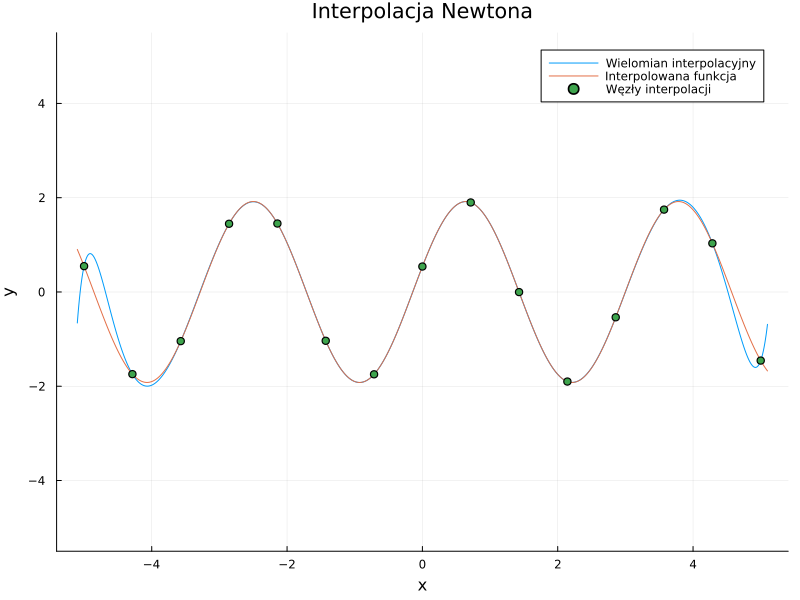 Interpolacja Newtona
Wielomian interpolacyjny
Interpolowana funkcja
Węzły interpolacji
4
2
0
−2
−4
y
−4
−2
0
2
4
x